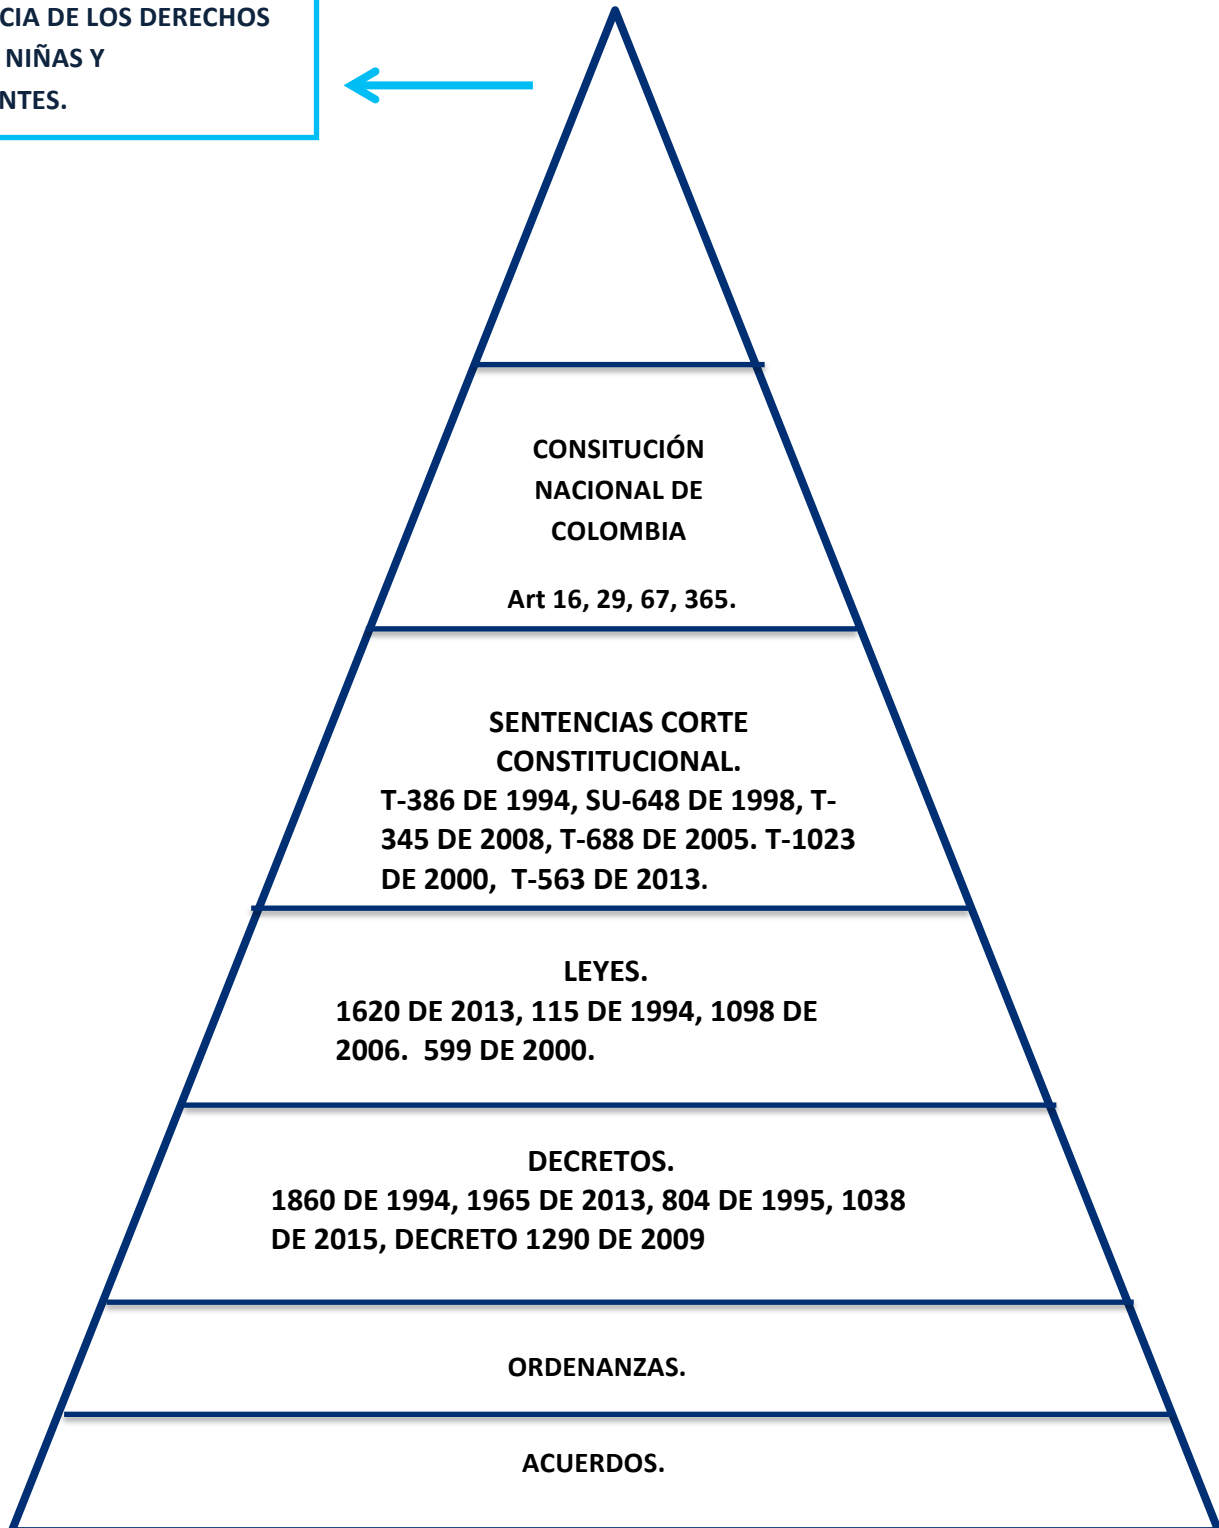 CIA DE LOS DERECHOS
NIÑAS Y
NTES.
CONSITUCIÓN
NACIONAL DE
COLOMBIA
Art 16, 29, 67, 365.
SENTENCIAS CORTE
CONSTITUCIONAL.
T-386 DE 1994, SU-648 DE 1998, T-
345 DE 2008, T-688 DE 2005. T-1023
DE 2000,  T-563 DE 2013.
LEYES.
1620 DE 2013, 115 DE 1994, 1098 DE
2006.  599 DE 2000.
DECRETOS.
1860 DE 1994, 1965 DE 2013, 804 DE 1995, 1038
DE 2015, DECRETO 1290 DE 2009
ORDENANZAS.
ACUERDOS.